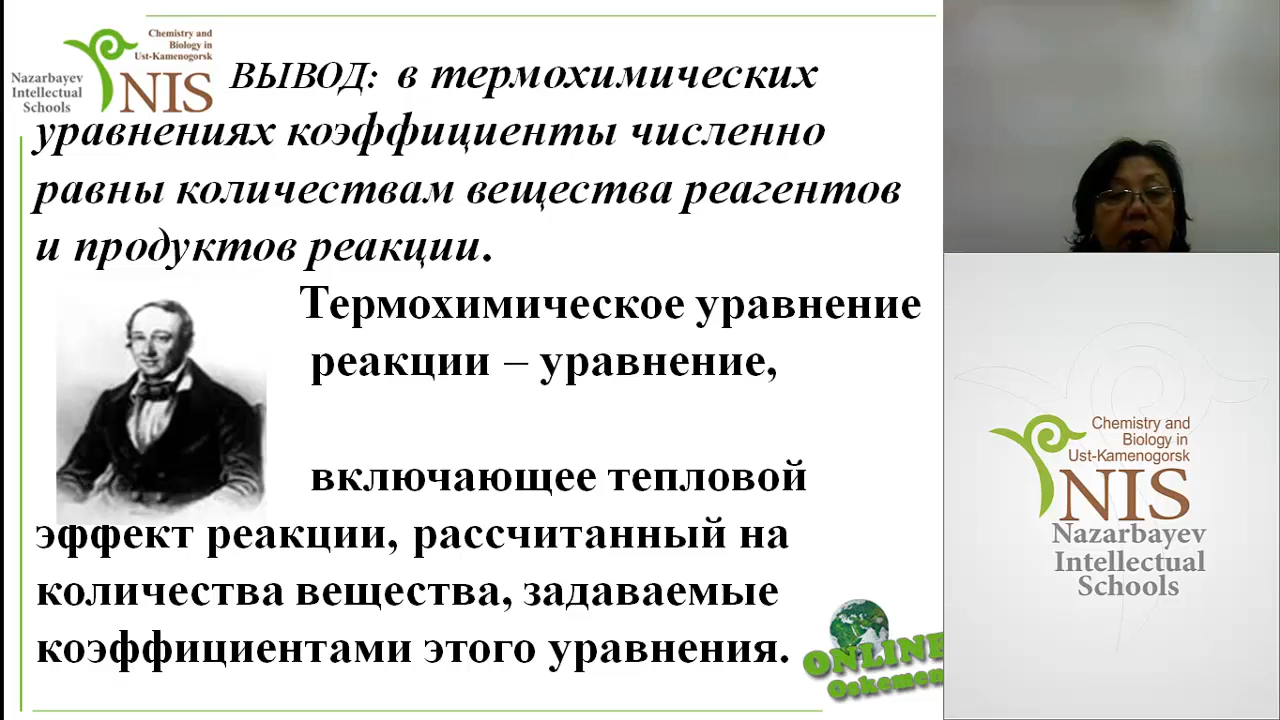 Chemistry and
Biology in
Ust-Kamenogorsk
Nazarbayev
Intellectual
Schools
NIS
ВЫВОД: в термохимических
уравнениях коэффициенты численно
равны количествам вещества реагентов
и продуктов реакции.
Термохимическое уравнение
реакции – уравнение,
включающее тепловой
эффект реакции, рассчитанный на
количества вещества, задаваемые
коэффициентами этого уравнения.
ONLINE
Oskemen
Chemistry and
Biology in
Ust-Kamenogorsk
NIS
Nazarbayev
Intellectual
Schools